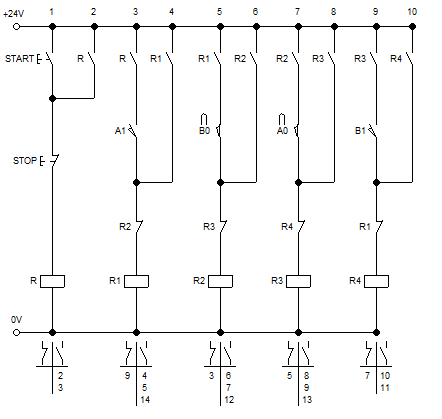 1 2 3 4 5 6 7 8 9 10
+24V
START R R R1 R1 R2 R2 R3 R3 R4
A1 B0 A0 B1
STOP
R2 R3 R4 R1
R R1 R2 R3 R4
0V
2 9 4 3 6 5 8 7 10
3 5 7 9 11
14 12 13